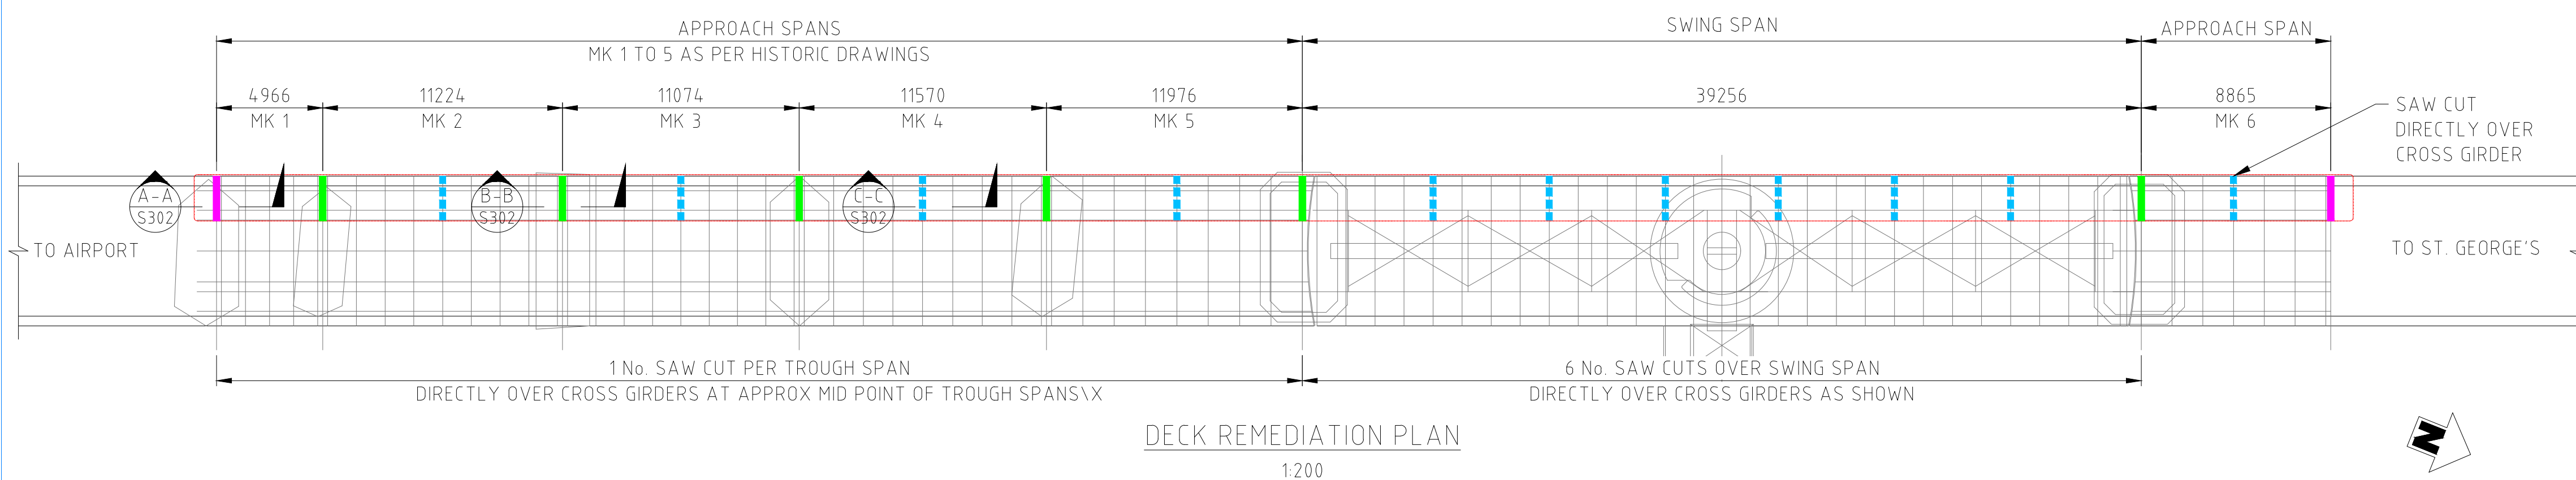 APPROACH SPANS
MK 1 TO 5 AS PER HISTORIC DRAWINGS
SWING SPAN
APPROACH SPAN
4966
MK 1
11224
MK 2
11074
MK 3
11570
MK 4
11976
MK 5
39256
8865
MK 6
SAW CUT
DIRECTLY OVER
CROSS GIRDER
A-A
S302
B-B
S302
C-C
S302
TO AIRPORT
TO ST. GEORGE'S
1 No. SAW CUT PER TROUGH SPAN
DIRECTLY OVER CROSS GIRDERS AT APPROX MID POINT OF TROUGH SPANS\X
6 No. SAW CUTS OVER SWING SPAN
DIRECTLY OVER CROSS GIRDERS AS SHOWN
DECK REMEDIATION PLAN
1:200
N